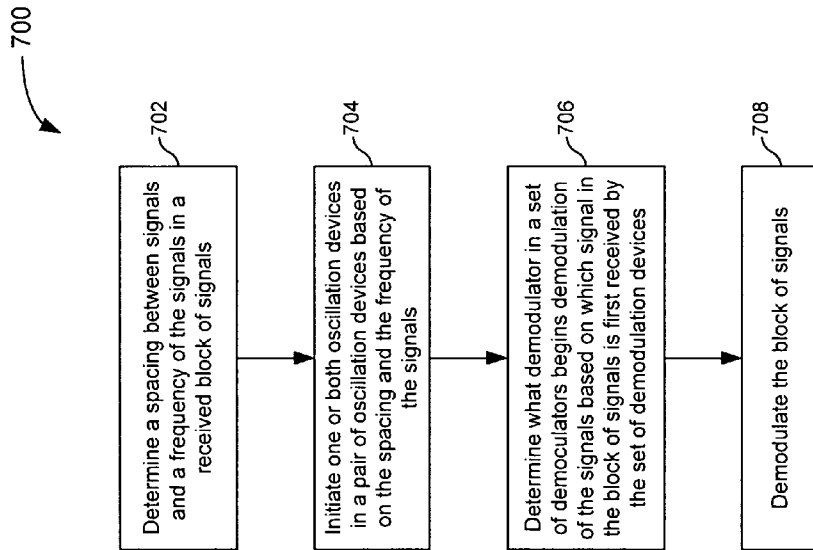 700
702
Determine a spacing between signals
and a frequency of the signals in a
received block of signals
704
Initiate one or both oscillation devices
in a pair of oscillation devices based
on the spacing and the frequency of
the signals
706
Determine what demodulator in a set
of democulators begins demodulation
of the signals based on which signal in
the block of signals is first received by
the set of demodulation devices
708
Demodulate the block of signals